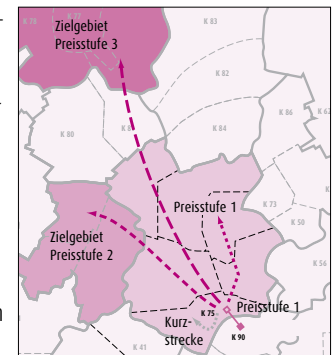 K 83
Zielgebiet
Preisstufe 3
K 82
K 86
K 80
K 84
Preisstufe 1
K 73
K 50
Zielgebiet
Preisstufe 2
K 56
K 75
Preisstufe 1
Kurz-
strecke
K 90
K 41